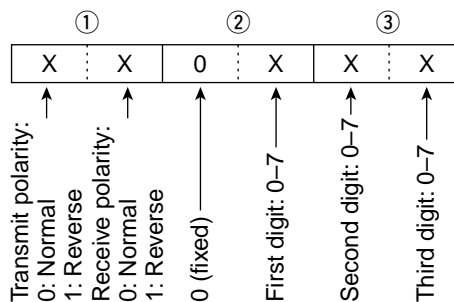 ① ② ③
X X 0 X X X
Transmit polarity:
0: Normal
1: Reverse
Receive polarity:
0: Normal
1: Reverse
0 (fixed)
First digit: 0–7
Second digit: 0–7
Third digit: 0–7